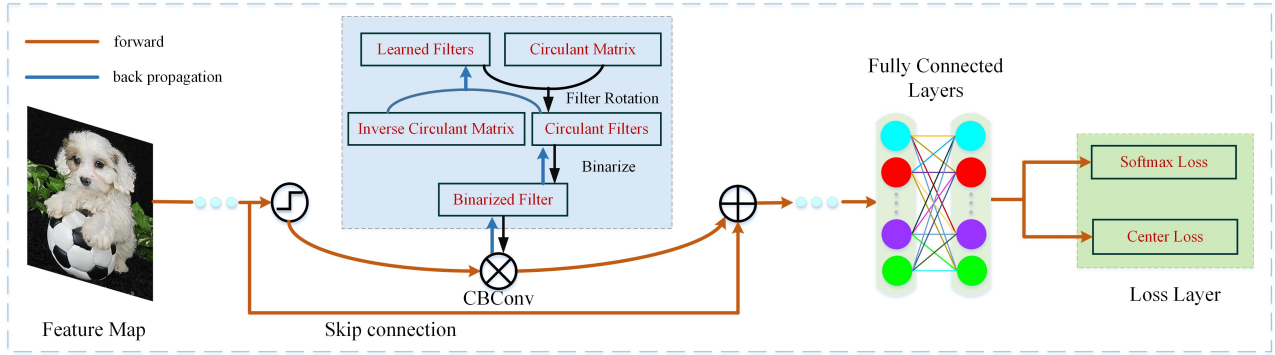 forward
back propagation
Learned Filters
Circulant Matrix
Filter Rotation
Inverse Circulant Matrix
Circulant Filters
Binarize
Binarized Filter
CBConv
Skip connection
Feature Map
Fully Connected
Layers
Softmax Loss
Center Loss
Loss Layer